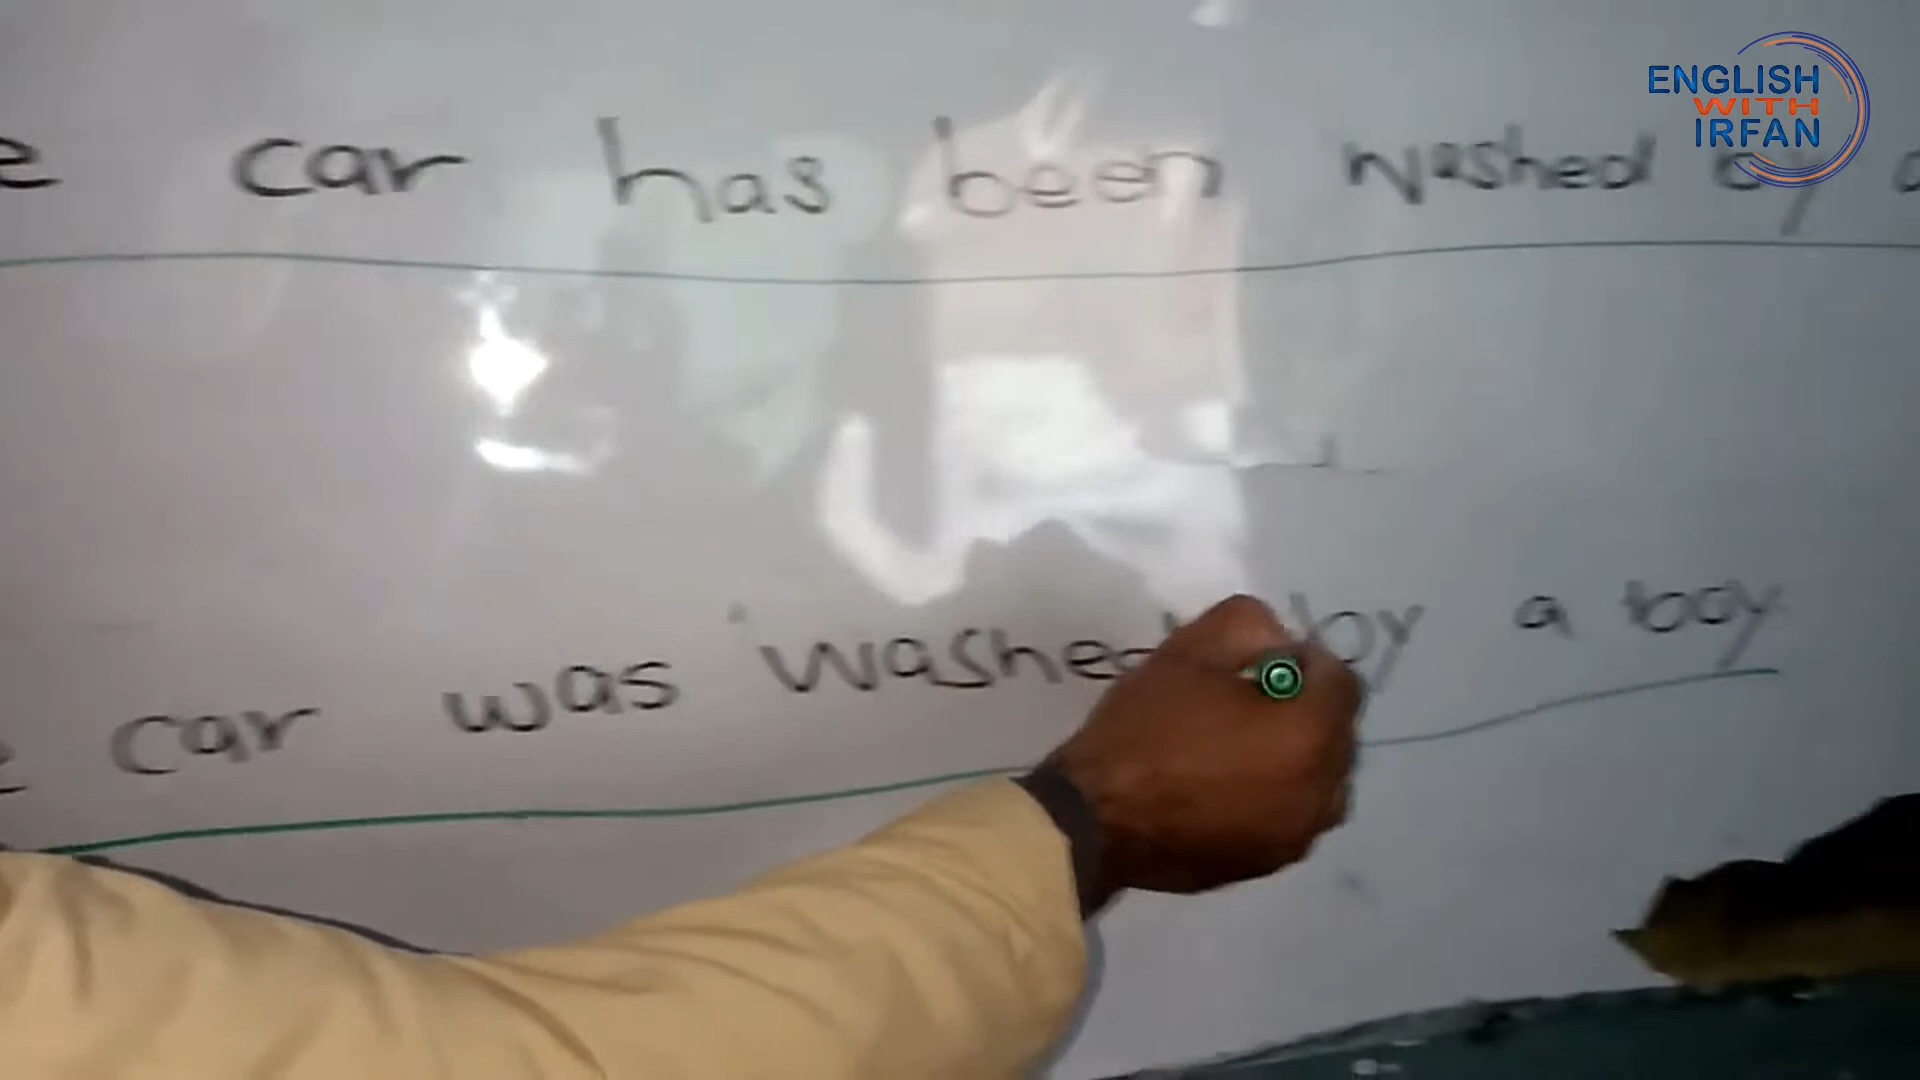 ENGLISH
WITH
IRFAN
e car has been washed by a
e car was washed by a boy